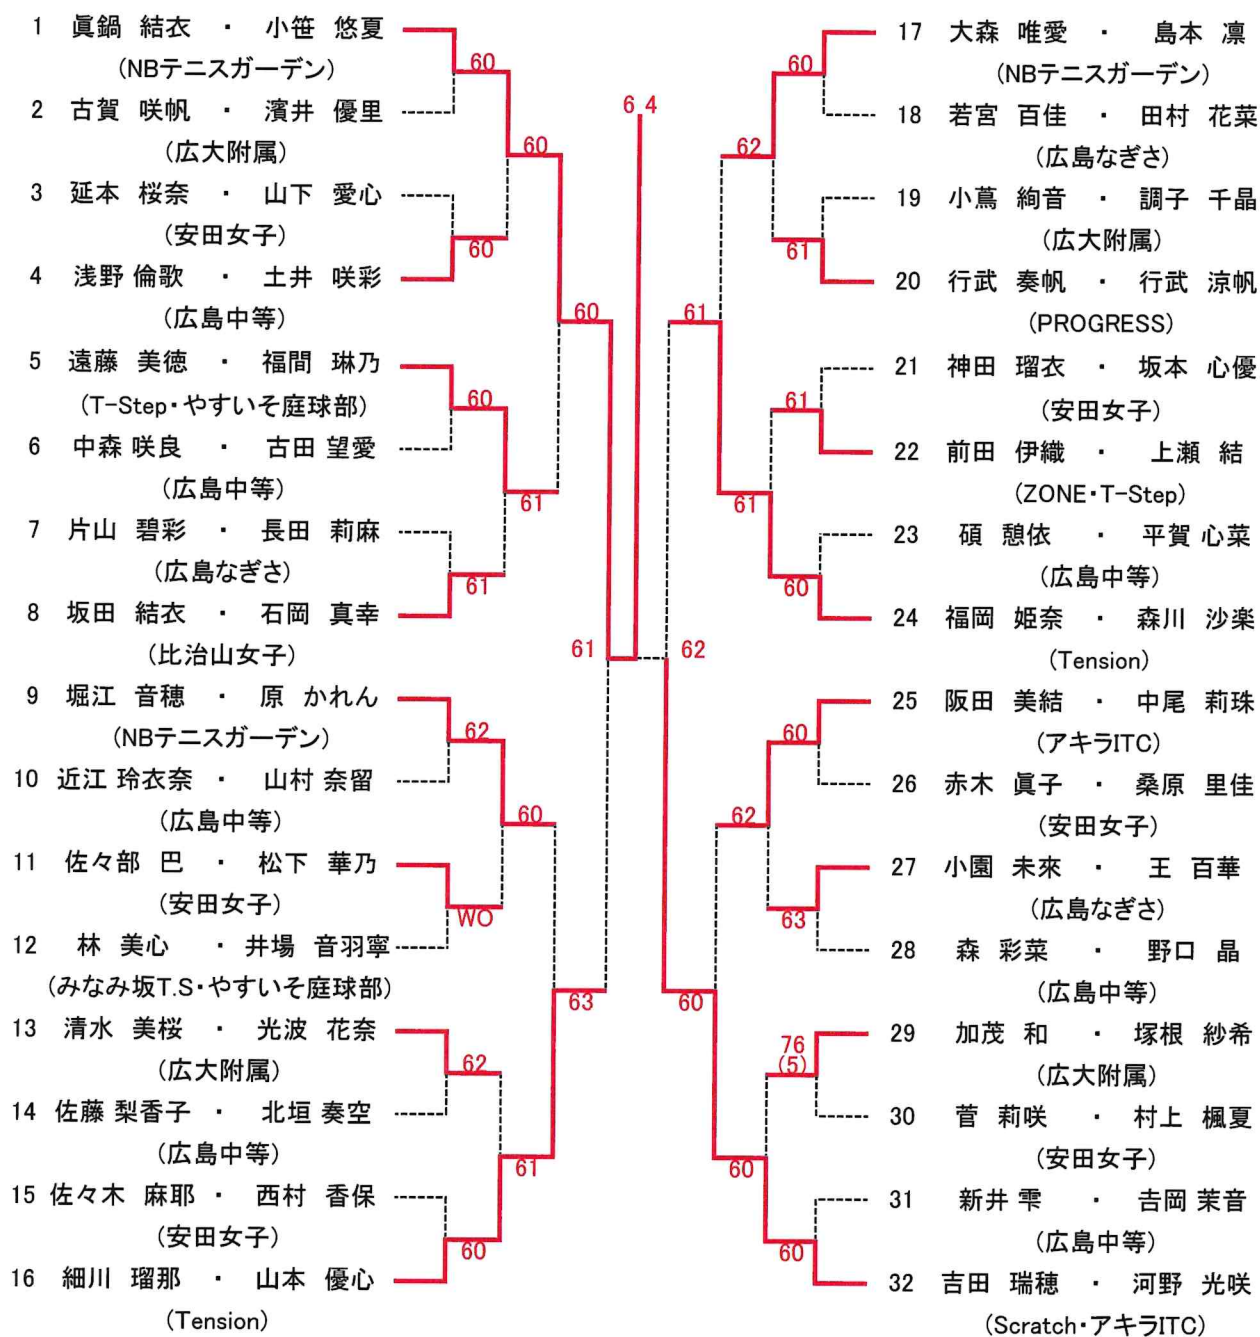 1 眞鍋 結衣 ・ 小笹 悠夏
(NBテニスガーデン)
60
2 古賀 咲帆 ・ 濱井 優里
(広大附属)
60
3 延本 桜奈 ・ 山下 愛心
(安田女子)
60
4 浅野 倫歌 ・ 土井 咲彩
(広島中等)
60
5 遠藤 美徳 ・ 福間 琳乃
(T-Step・やすいそ庭球部)
60
6 中森 咲良 ・ 古田 望愛
(広島中等)
61
7 片山 碧彩 ・ 長田 莉麻
(広島なぎさ)
61
8 坂田 結衣 ・ 石岡 真幸
(比治山女子)
61
9 堀江 音穂 ・ 原 かれん
(NBテニスガーデン)
62
10 近江 玲衣奈 ・ 山村 奈留
(広島中等)
60
11 佐々部 巴 ・ 松下 華乃
(安田女子)
WO
12 林 美心 ・ 井場 音羽寧
(みなみ坂T.S・やすいそ庭球部)
63
13 清水 美桜 ・ 光波 花奈
(広大附属)
62
14 佐藤 梨香子 ・ 北垣 奏空
(広島中等)
61
15 佐々木 麻耶 ・ 西村 香保
(安田女子)
60
16 細川 瑠那 ・ 山本 優心
(Tension)
6 4
17 大森 唯愛 ・ 島本 凛
(NBテニスガーデン)
60
18 若宮 百佳 ・ 田村 花菜
(広島なぎさ)
62
19 小蔦 絢音 ・ 調子 千晶
(広大附属)
61
20 行武 奏帆 ・ 行武 涼帆
(PROGRESS)
61
21 神田 瑠衣 ・ 坂本 心優
(安田女子)
61
22 前田 伊織 ・ 上瀬 結
(ZONE・T-Step)
61
23 碩 憩依 ・ 平賀 心菜
(広島中等)
60
24 福岡 姫奈 ・ 森川 沙楽
(Tension)
62
25 阪田 美結 ・ 中尾 莉珠
(アキラITC)
60
26 赤木 眞子 ・ 桑原 里佳
(安田女子)
62
27 小園 未來 ・ 王 百華
(広島なぎさ)
63
28 森 彩菜 ・ 野口 晶
(広島中等)
60
29 加茂 和 ・ 塚根 紗希
(広大附属)
76
(5)
30 菅 莉咲 ・ 村上 楓夏
(安田女子)
60
31 新井 雫 ・ 𠮷岡 茉音
(広島中等)
60
32 吉田 瑞穂 ・ 河野 光咲
(Scratch・アキラITC)